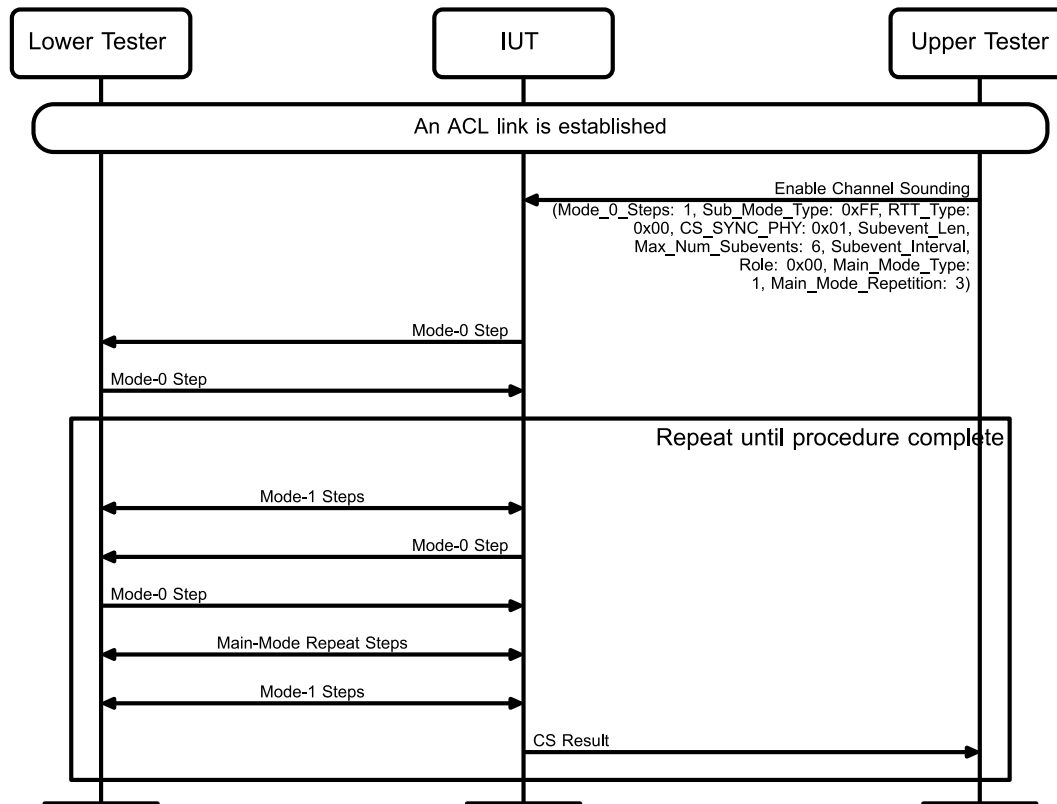 Lower Tester
IUT
Upper Tester
An ACL link is established
Enable Channel Sounding
(Mode_0_Steps: 1, Sub_Mode_Type: 0xFF, RTT_Type:
0x00, CS_SYNC_PHY: 0x01, Subevent_Len,
Max_Num_Subevents: 6, Subevent_Interval,
Role: 0x00, Main_Mode_Type:
1, Main_Mode_Repetition: 3)
Mode-0 Step
Mode-0 Step
Repeat until procedure complete
Mode-1 Steps
Mode-0 Step
Mode-0 Step
Main-Mode Repeat Steps
Mode-1 Steps
CS Result